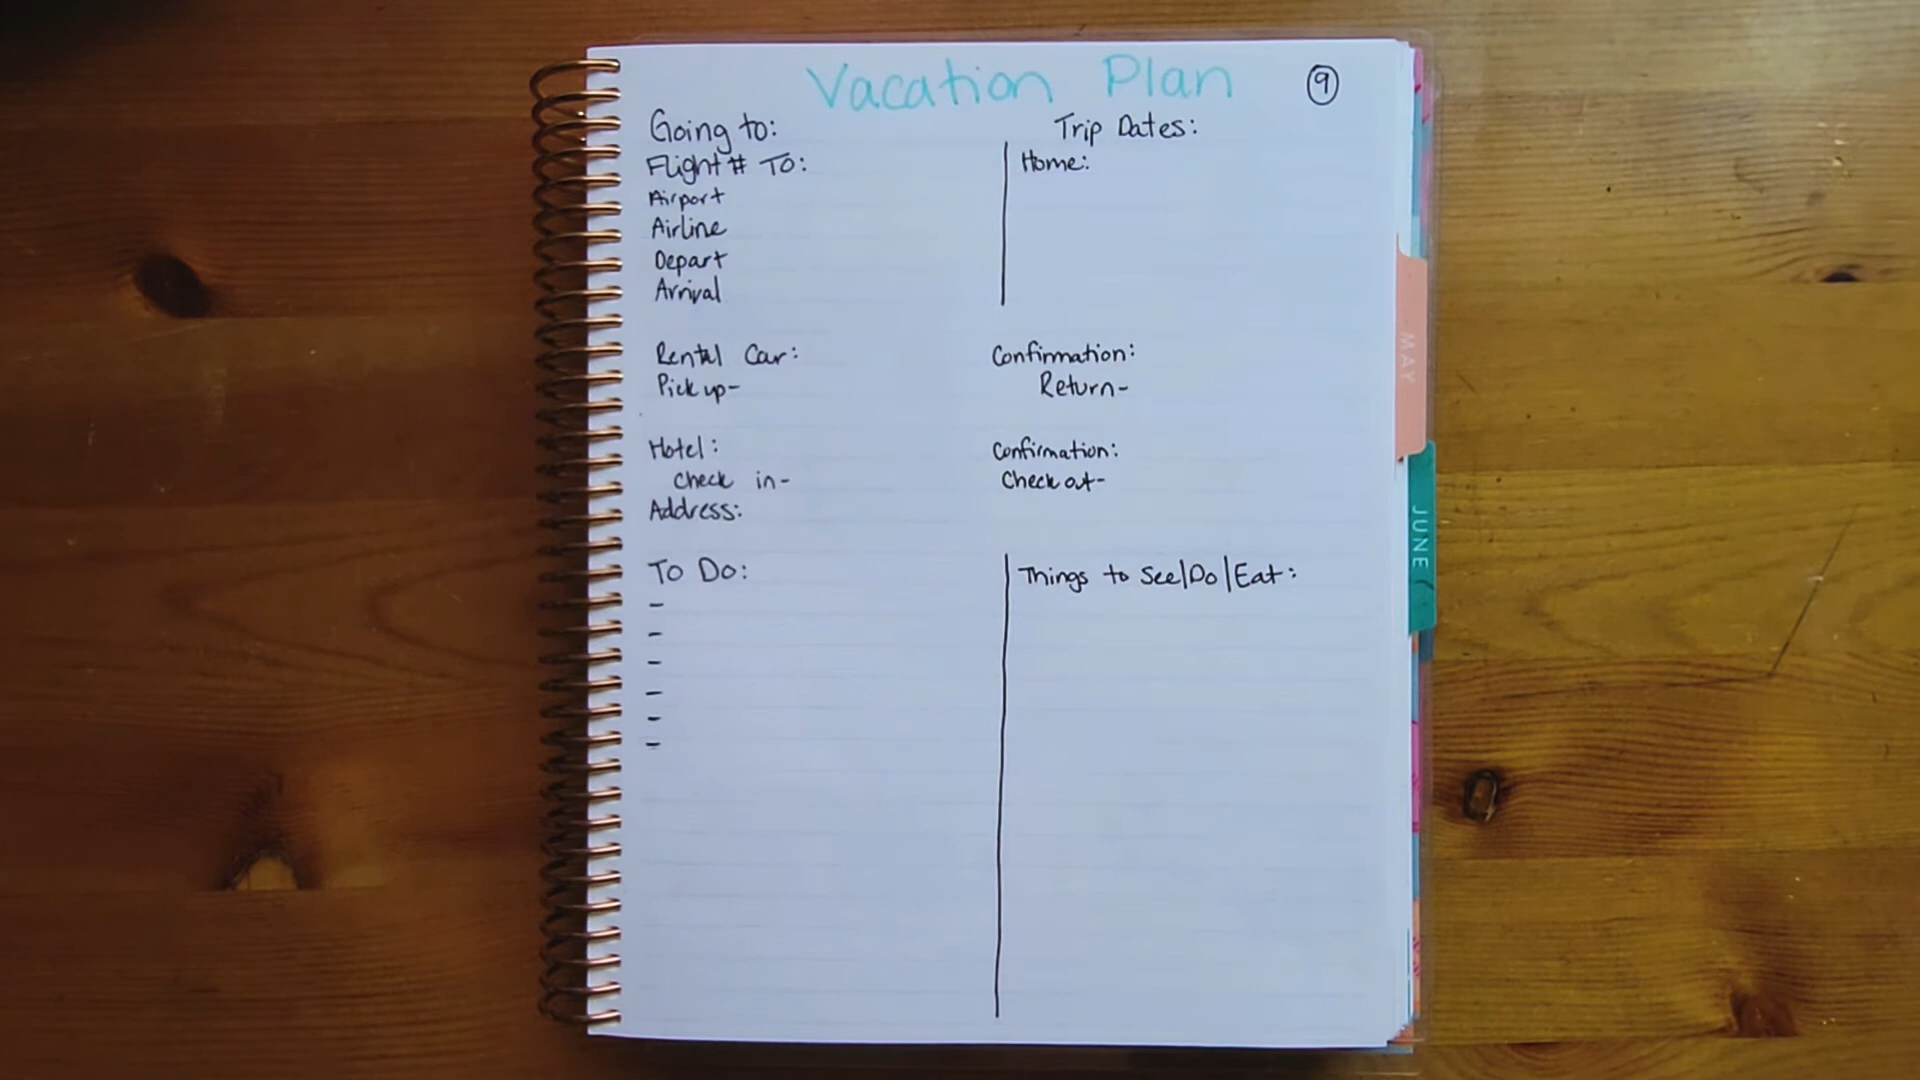 Vacation Plan 9
Going to: Trip Dates:
Flight # To: Home:
Airport
Airline
Depart
Arrival
Rental Car: Confirmation:
Pick up- Return-
Hotel: Confirmation:
check in- Check out-
Address:
To Do: Things to See|Do|Eat:
-
-
-
-
-
-
MAY
JUNE